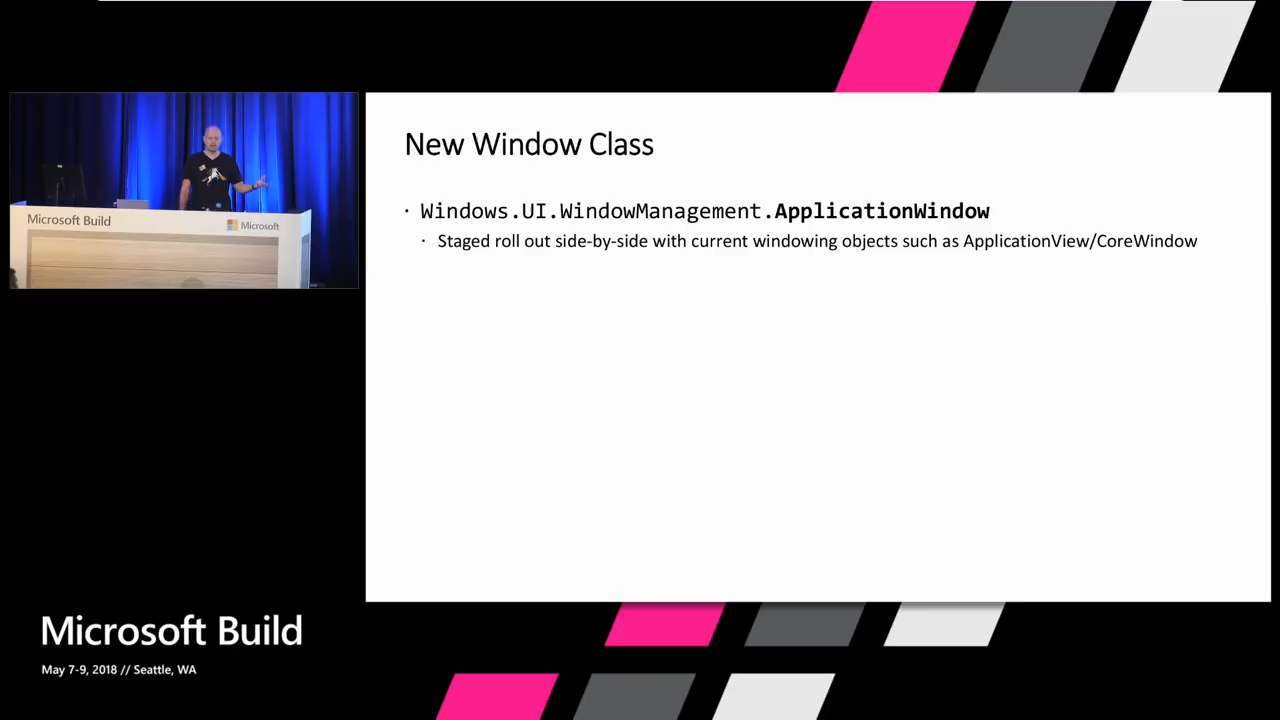 Microsoft Build
Microsoft
New Window Class
· Windows.UI.WindowManagement.ApplicationWindow
· Staged roll out side-by-side with current windowing objects such as ApplicationView/CoreWindow
Microsoft Build
May 7-9, 2018 // Seattle, WA